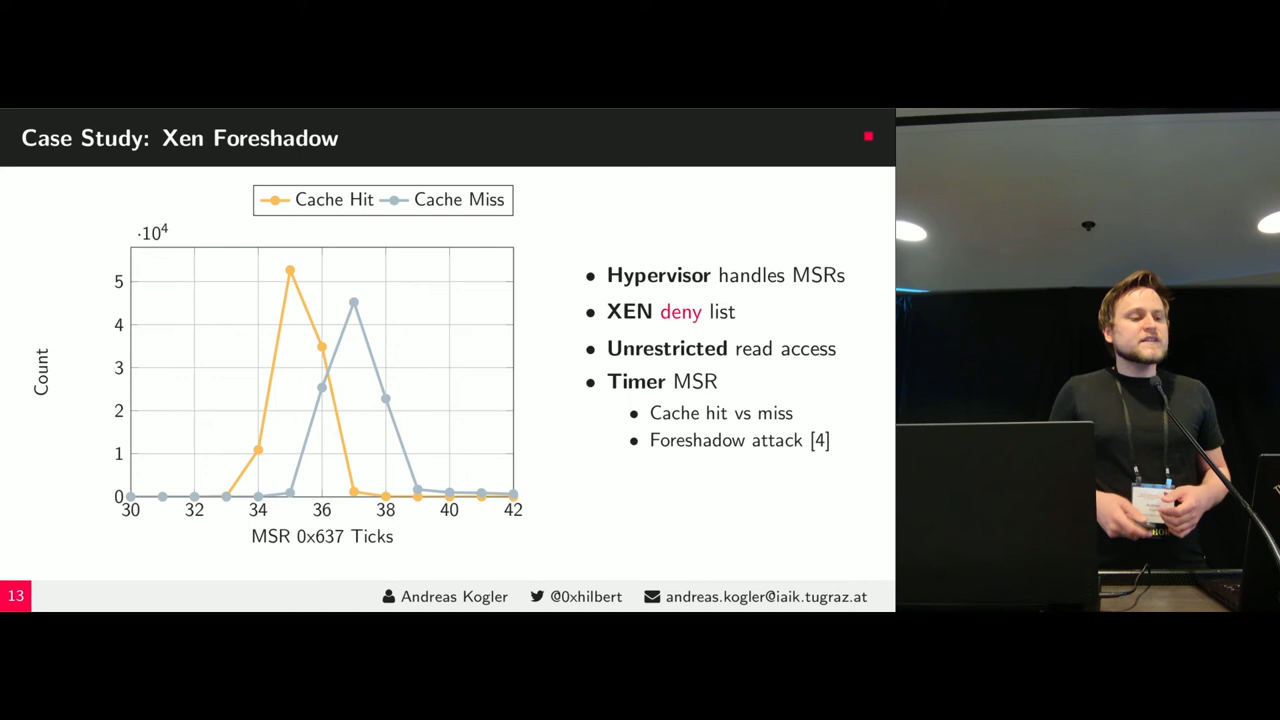 Case Study: Xen Foreshadow
Cache Hit
Cache Miss
·10⁴
5
4
3
2
1
0
Count
30 32 34 36 38 40 42
MSR 0x637 Ticks
• Hypervisor handles MSRs
• XEN deny list
• Unrestricted read access
• Timer MSR
• Cache hit vs miss
• Foreshadow attack [4]
13
Andreas Kogler
@0xhilbert
andreas.kogler@iaik.tugraz.at